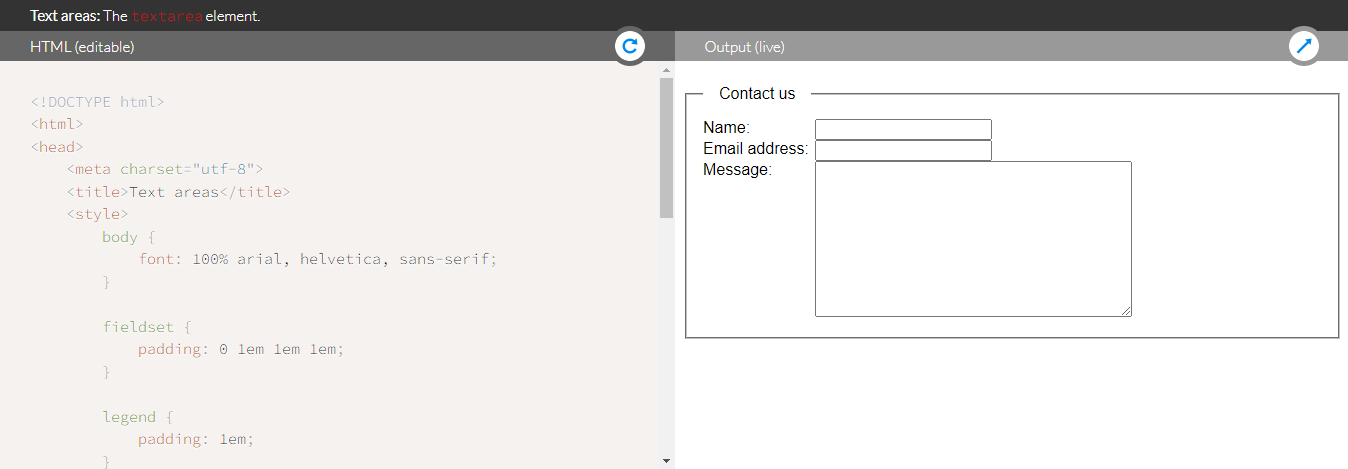 Text areas: The textarea element.
HTML (editable)
Output (live)
<!DOCTYPE html>
<html>
<head>
<meta charset="utf-8">
<title>Text areas</title>
<style>
body {
font: 100% arial, helvetica, sans-serif;
}
fieldset {
padding: 0 1em 1em 1em;
}
legend {
padding: 1em;
}
Contact us
Name:
Email address:
Message: